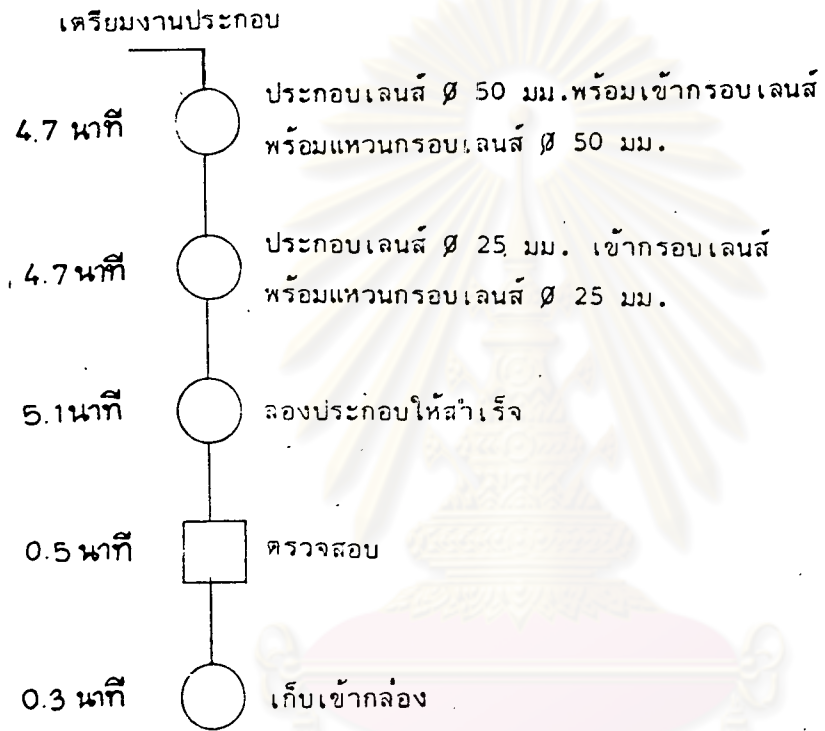 เตรียมงานประกอบ
4.7 นาที
ประกอบเลนส์ Ø 50 มม.พร้อมเข้ากรอบเลนส์
พร้อมแหวนกรอบเลนส์ Ø 50 มม.
4.7 นาที
ประกอบเลนส์ Ø 25 มม. เข้ากรอบเลนส์
พร้อมแหวนกรอบเลนส์ Ø 25 มม.
5.1 นาที
ลองประกอบให้สำเร็จ
0.5 นาที
ตรวจสอบ
0.3 นาที
เก็บเข้ากล่อง